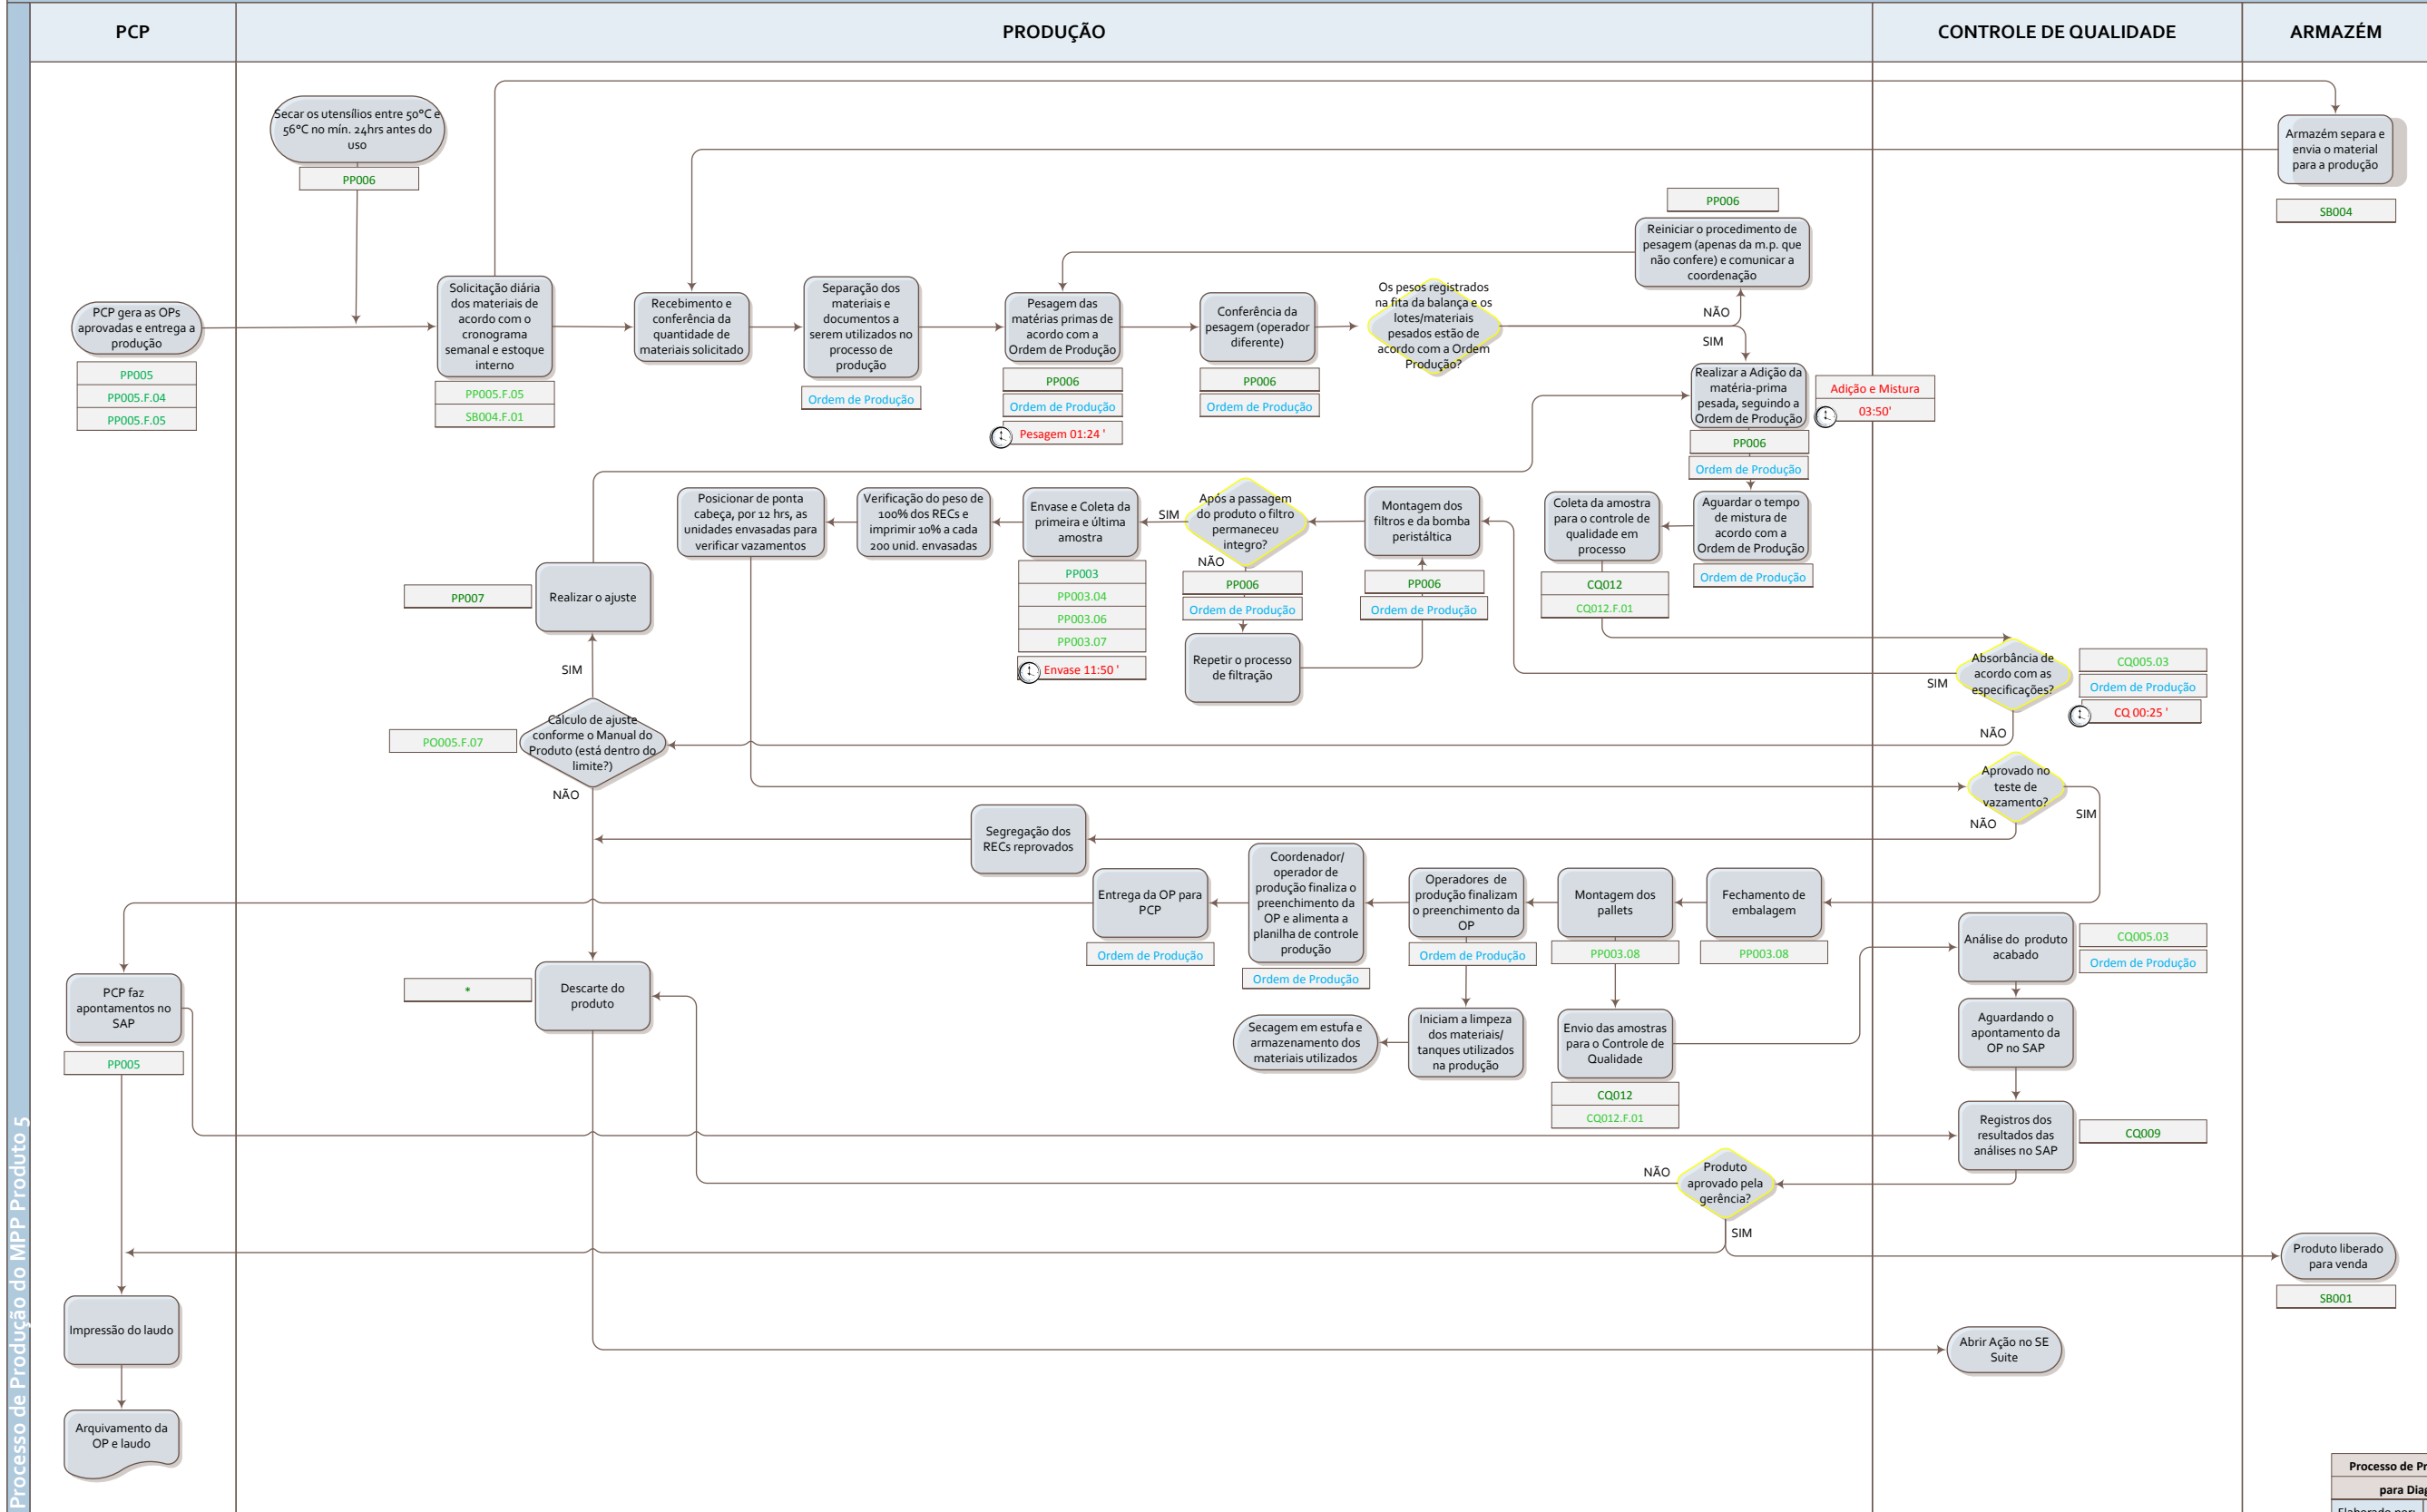 PCP
PRODUÇÃO
CONTROLE DE QUALIDADE
ARMAZÉM
Processo de Produção do MPP Produto 5
Secar os utensílios entre 50°C e
56°C no mín. 24hrs antes do
uso
PP006
Armazém separa e
envia o material
para a produção
SB004
PP006
Reiniciar o procedimento de
pesagem (apenas da m.p. que
não confere) e comunicar a
coordenação
PCP gera as OPs
aprovadas e entrega a
produção
PP005
PP005.F.04
PP005.F.05
Solicitação diária
dos materiais de
acordo com o
cronograma
semanal e estoque
interno
PP005.F.05
SB004.F.01
Recebimento e
conferência da
quantidade de
materiais solicitado
Separação dos
materiais e
documentos a
serem utilizados no
processo de
produção
Ordem de Produção
Pesagem das
matérias primas de
acordo com a
Ordem de Produção
PP006
Ordem de Produção
Pesagem 01:24 '
Conferência da
pesagem (operador
diferente)
PP006
Ordem de Produção
Os pesos registrados
na fita da balança e os
lotes/materiais
pesados estão de
acordo com a Ordem
Produção?
NÃO
SIM
Realizar a Adição da
matéria-prima
pesada, seguindo a
Ordem de Produção
PP006
Ordem de Produção
Adição e Mistura
03:50'
Posicionar de ponta
cabeça, por 12 hrs, as
unidades envasadas para
verificar vazamentos
Verificação do peso de
100% dos RECs e
imprimir 10% a cada
200 unid. envasadas
Envase e Coleta da
primeira e última
amostra
PP003
PP003.04
PP003.06
PP003.07
Envase 11:50 '
SIM
Após a passagem
do produto o filtro
permaneceu
integro?
NÃO
PP006
Ordem de Produção
Repetir o processo
de filtração
Montagem dos
filtros e da bomba
peristáltica
PP006
Ordem de Produção
Coleta da amostra
para o controle de
qualidade em
processo
CQ012
CQ012.F.01
Aguardar o tempo
de mistura de
acordo com a
Ordem de Produção
Ordem de Produção
PP007
Realizar o ajuste
SIM
Absorbância de
acordo com as
especificações?
SIM
NÃO
CQ005.03
Ordem de Produção
CQ 00:25 '
PO005.F.07
Cálculo de ajuste
conforme o Manual do
Produto (está dentro do
limite?)
NÃO
Aprovado no
teste de
vazamento?
NÃO
SIM
Segregação dos
RECs reprovados
Entrega da OP para
PCP
Ordem de Produção
Coordenador/
operador de
produção finaliza o
preenchimento da
OP e alimenta a
planilha de controle
produção
Ordem de Produção
Operadores de
produção finalizam
o preenchimento da
OP
Ordem de Produção
Montagem dos
pallets
PP003.08
Fechamento de
embalagem
PP003.08
Análise do produto
acabado
CQ005.03
Ordem de Produção
PCP faz
apontamentos no
SAP
PP005
*
Descarte do
produto
Secagem em estufa e
armazenamento dos
materiais utilizados
Iniciam a limpeza
dos materiais/
tanques utilizados
na produção
Envio das amostras
para o Controle de
Qualidade
CQ012
CQ012.F.01
Aguardando o
apontamento da
OP no SAP
Registros dos
resultados das
análises no SAP
CQ009
NÃO
Produto
aprovado pela
gerência?
SIM
Produto liberado
para venda
SB001
Impressão do laudo
Abrir Ação no SE
Suite
Arquivamento da
OP e laudo
Processo de Pr
para Diag
Elaborado por: